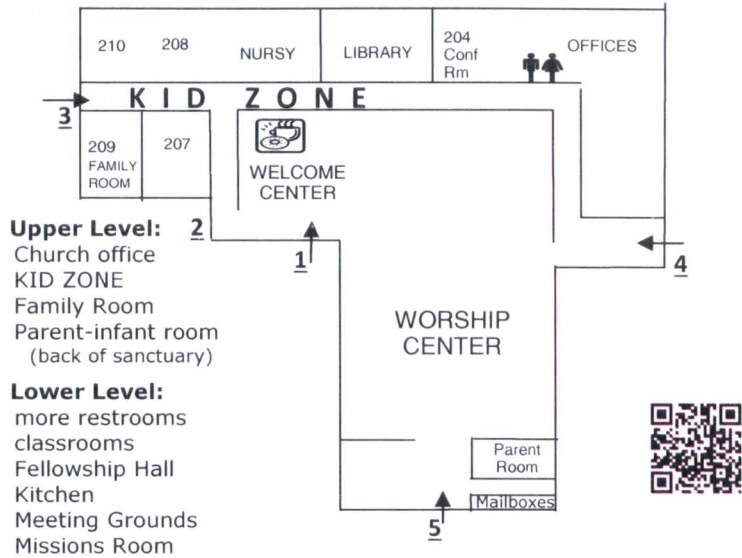 210
208
NURSY
LIBRARY
204
Conf
Rm
OFFICES
KID ZONE
3
209
FAMILY
ROOM
207
WELCOME
CENTER
Upper Level:
2
Church office
KID ZONE
Family Room
Parent-infant room
(back of sanctuary)
1
4
WORSHIP
CENTER
Lower Level:
more restrooms
classrooms
Fellowship Hall
Kitchen
Meeting Grounds
Missions Room
Parent
Room
Mailboxes
5